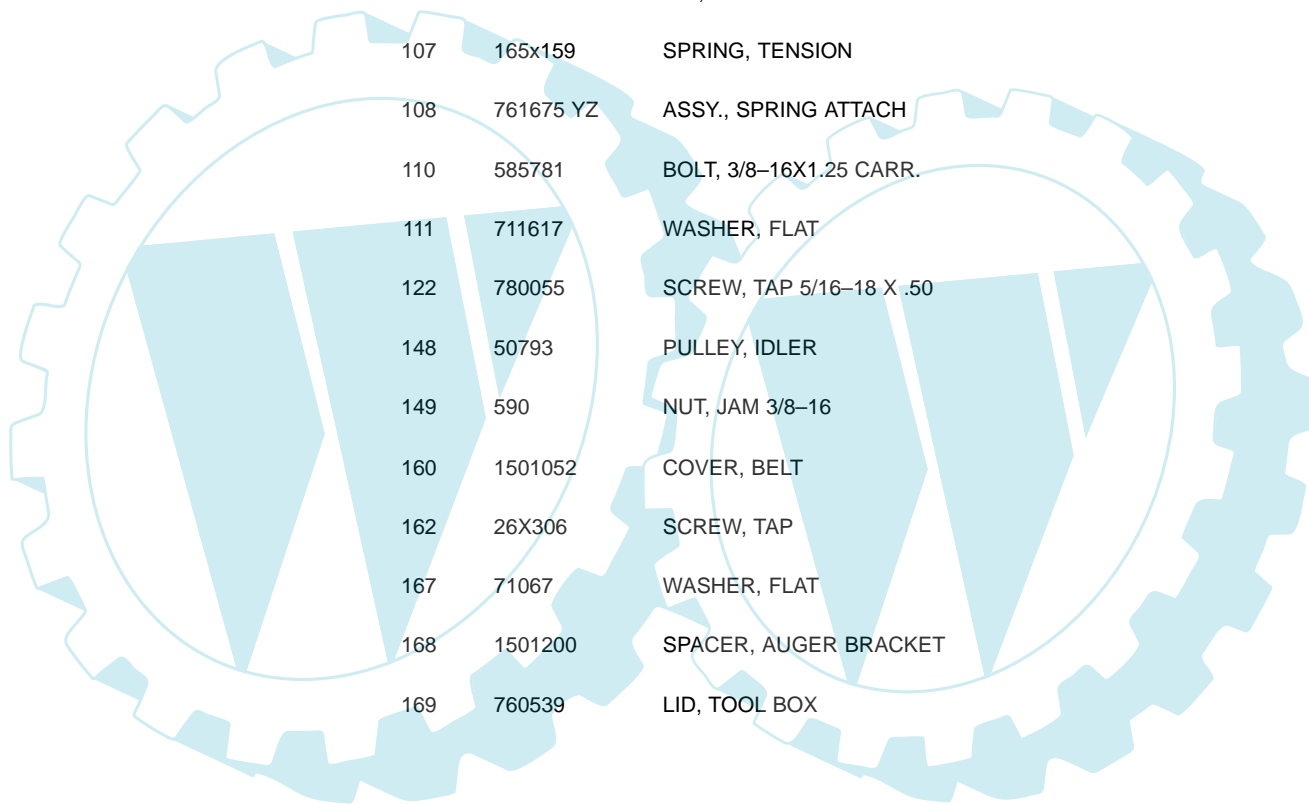 107 165x159 SPRING, TENSION
108 761675 YZ ASSY., SPRING ATTACH
110 585781 BOLT, 3/8–16X1.25 CARR.
111 711617 WASHER, FLAT
122 780055 SCREW, TAP 5/16–18 X .50
148 50793 PULLEY, IDLER
149 590 NUT, JAM 3/8–16
160 1501052 COVER, BELT
162 26X306 SCREW, TAP
167 71067 WASHER, FLAT
168 1501200 SPACER, AUGER BRACKET
169 760539 LID, TOOL BOX